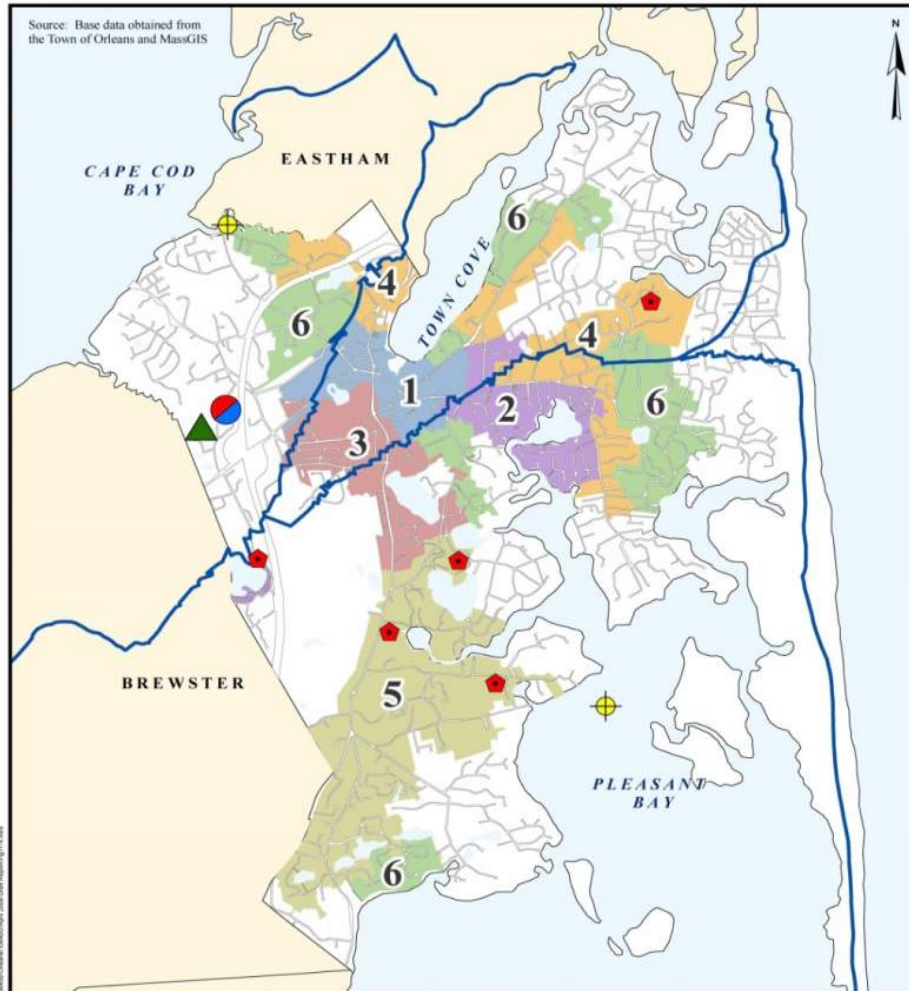 Source: Base data obtained from
the Town of Orleans and MassGIS
N
CAPE COD
BAY
EASTHAM
TOWN COVE
6
4
6
4
1
2
6
3
BREWSTER
5
PLEASANT
BAY
6